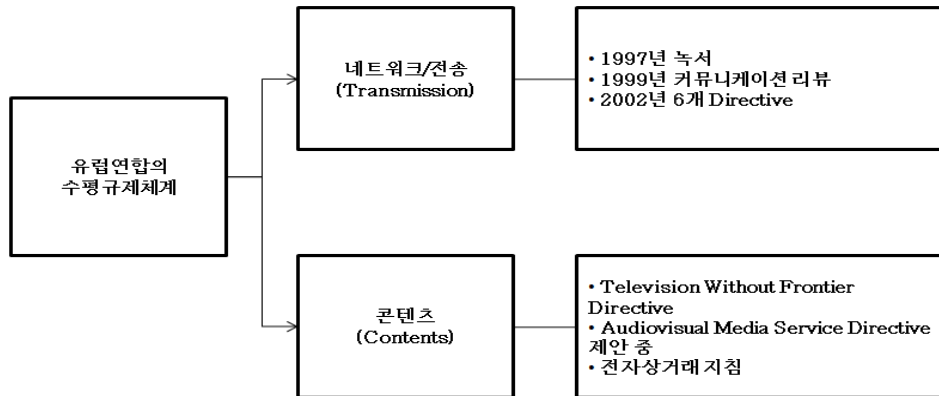 유럽연합의
수평규제체계
네트워크/전송
(Transmission)
• 1997년 녹서
• 1999년 커뮤니케이션 리뷰
• 2002년 6개 Directive
콘텐츠
(Contents)
• Television Without Frontier
Directive
• Audiovisual Media Service Directive
제안 중
• 전자상거래 지침